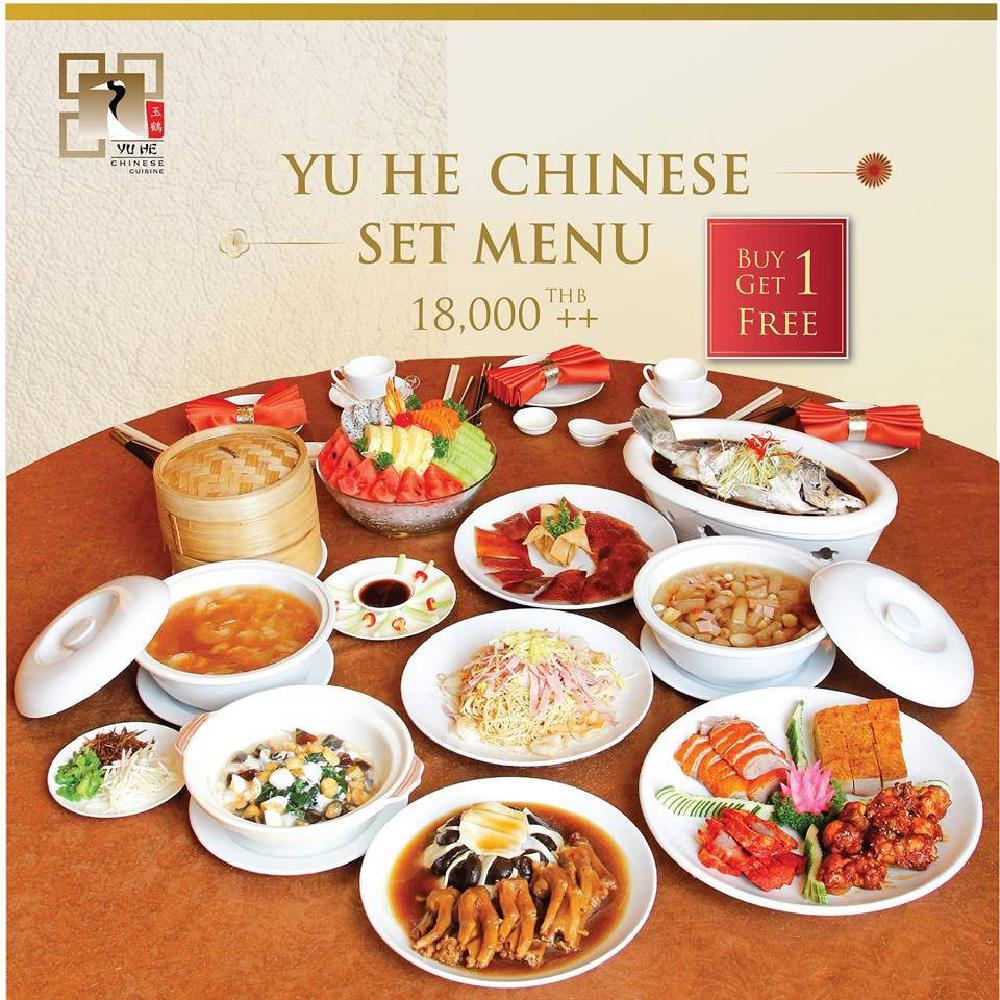 玉
鶴
YU HE
CHINESE
CUISINE
YU HE CHINESE
SET MENU
18,000 THB ++
BUY 1
GET
FREE